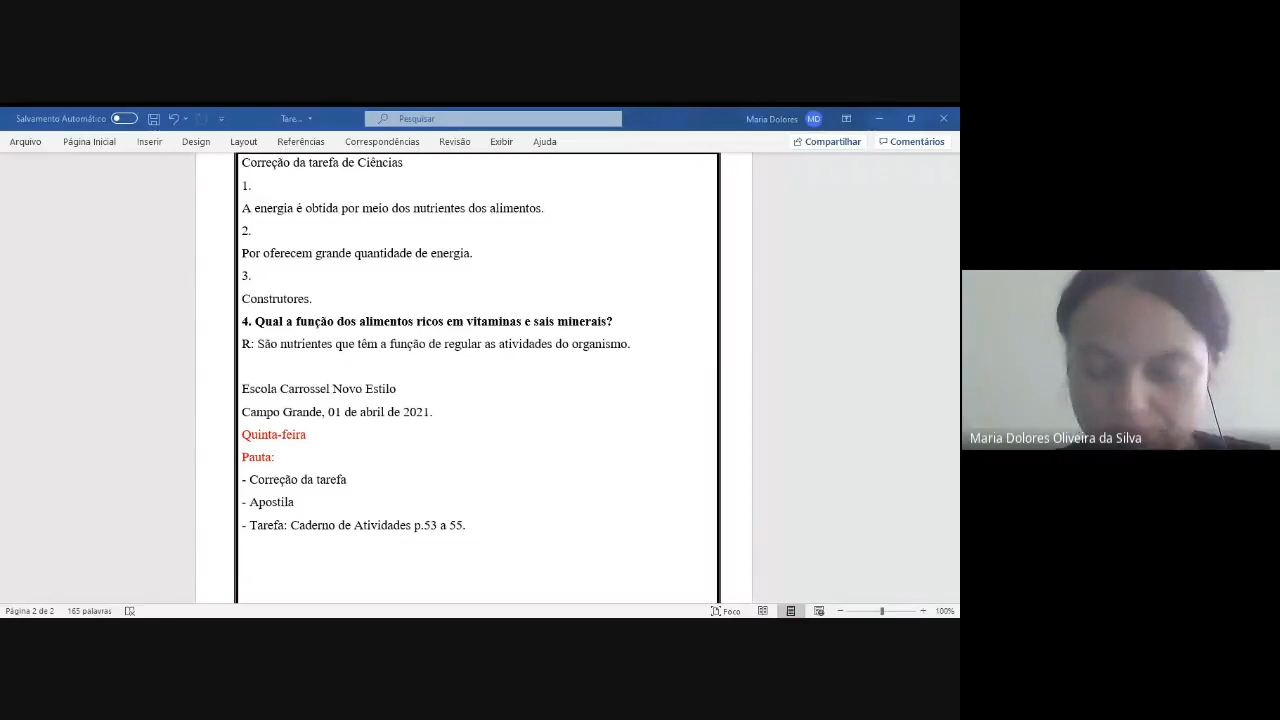 Salvamento Automático
Tare...
Pesquisar
Maria Dolores
MD
Arquivo
Página Inicial
Inserir
Design
Layout
Referências
Correspondências
Revisão
Exibir
Ajuda
Compartilhar
Comentários
Correção da tarefa de Ciências
1.
A energia é obtida por meio dos nutrientes dos alimentos.
2.
Por oferecem grande quantidade de energia.
3.
Construtores.
4. Qual a função dos alimentos ricos em vitaminas e sais minerais?
R: São nutrientes que têm a função de regular as atividades do organismo.
Escola Carrossel Novo Estilo
Campo Grande, 01 de abril de 2021.
Quinta-feira
Pauta:
- Correção da tarefa
- Apostila
- Tarefa: Caderno de Atividades p.53 a 55.
Maria Dolores Oliveira da Silva
Página 2 de 2
165 palavras
Foco
100%